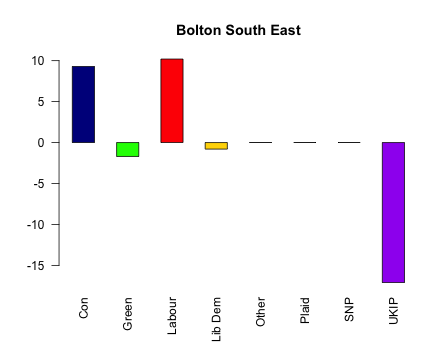 Bolton South East
10
5
0
-5
-10
-15
Con
Green
Labour
Lib Dem
Other
Plaid
SNP
UKIP